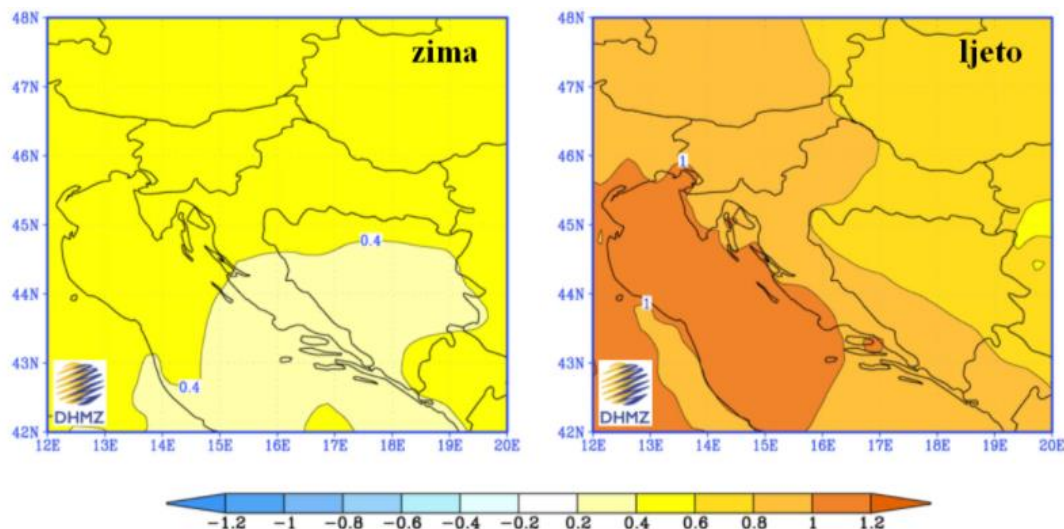 zima
ljeto
48N
47N
46N
45N
44N
43N
42N
12E 13E 14E 15E 16E 17E 18E 19E 20E
0.4
0.4
DHMZ
48N
47N
46N
45N
44N
43N
42N
12E 13E 14E 15E 16E 17E 18E 19E 20E
1
1
DHMZ
-1.2 -1 -0.8 -0.6 -0.4 -0.2 0.2 0.4 0.6 0.8 1 1.2